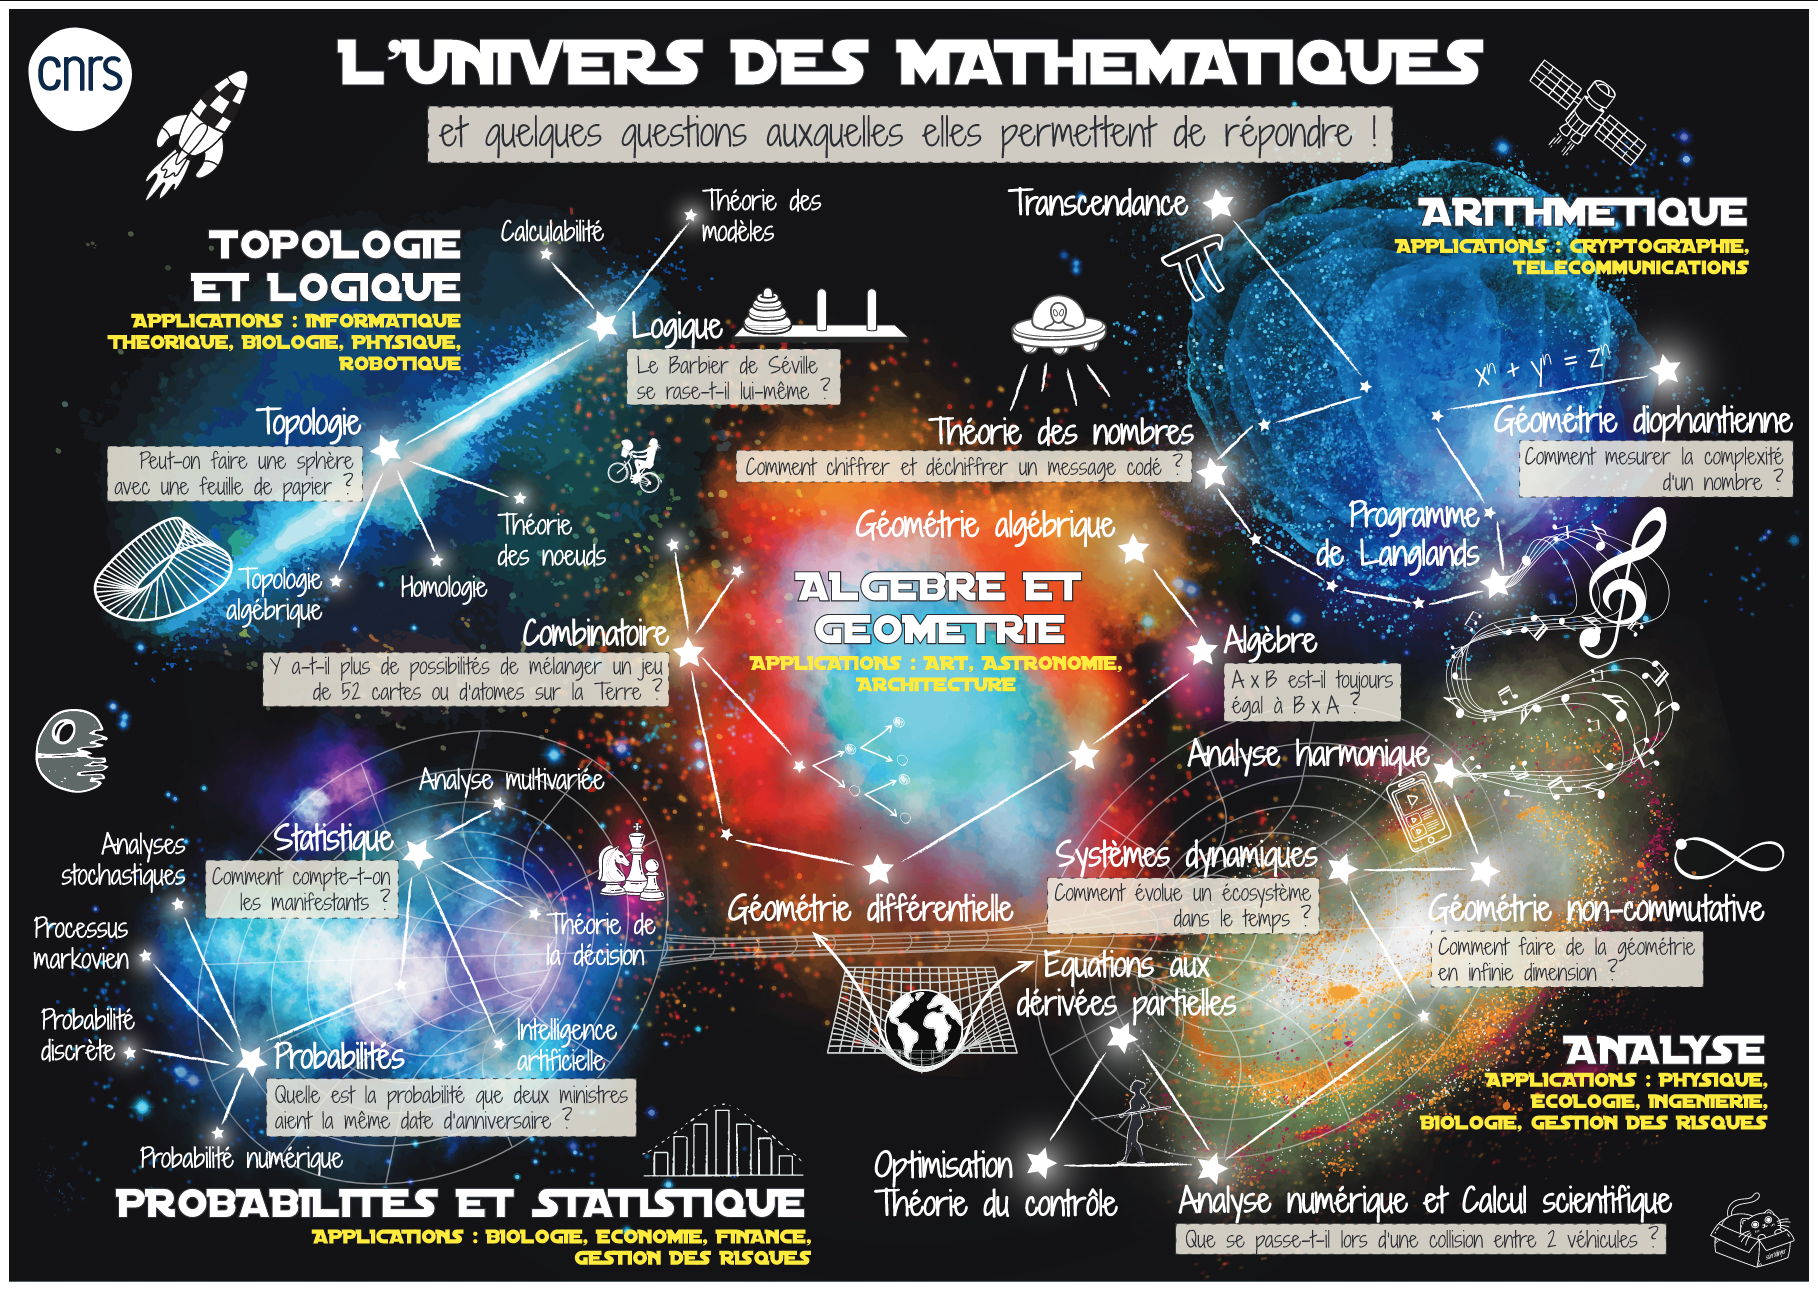 cnrs
L'UNIVERS DES MATHEMATIQUES
et quelques questions auxquelles elles permettent de répondre !
TOPOLOGIE
ET LOGIQUE
APPLICATIONS : INFORMATIQUE
THEORIQUE, BIOLOGIE, PHYSIQUE,
ROBOTIQUE
Calculabilité
Théorie des
modèles
Logique
Le Barbier de Séville
se rase-t-il lui-même ?
Topologie
Peut-on faire une sphère
avec une feuille de papier ?
Théorie
des noeuds
Homologie
Topologie
algébrique
Transcendance
π
ARITHMETIQUE
APPLICATIONS : CRYPTOGRAPHIE,
TELECOMMUNICATIONS
xⁿ + yⁿ = zⁿ
Géométrie diophantienne
Comment mesurer la complexité
d'un nombre ?
Théorie des nombres
Comment chiffrer et déchiffrer un message codé ?
Programme
de Langlands
Géométrie algébrique
ALGEBRE ET
GEOMETRIE
APPLICATIONS : ART, ASTRONOMIE,
ARCHITECTURE
Combinatoire
Y a-t-il plus de possibilités de mélanger un jeu
de 52 cartes ou d'atomes sur la Terre ?
Algèbre
A x B est-il toujours
égal à B x A ?
Géométrie différentielle
Analyse multivariée
Statistique
Comment compte-t-on
les manifestants ?
Analyses
stochastiques
Processus
markovien
Probabilité
discrète
Théorie de
la décision
Intelligence
artificielle
Probabilités
Quelle est la probabilité que deux ministres
aient la même date d'anniversaire ?
Probabilité numérique
PROBABILITES ET STATISTIQUE
APPLICATIONS : BIOLOGIE, ECONOMIE, FINANCE,
GESTION DES RISQUES
Analyse harmonique
Systèmes dynamiques
Comment évolue un écosystème
dans le temps ?
Géométrie non-commutative
Comment faire de la géométrie
en infinie dimension ?
Equations aux
dérivées partielles
ANALYSE
APPLICATIONS : PHYSIQUE,
ECOLOGIE, INGENIERIE,
BIOLOGIE, GESTION DES RISQUES
Optimisation
Théorie du contrôle
Analyse numérique et Calcul scientifique
Que se passe-t-il lors d'une collision entre 2 véhicules ?